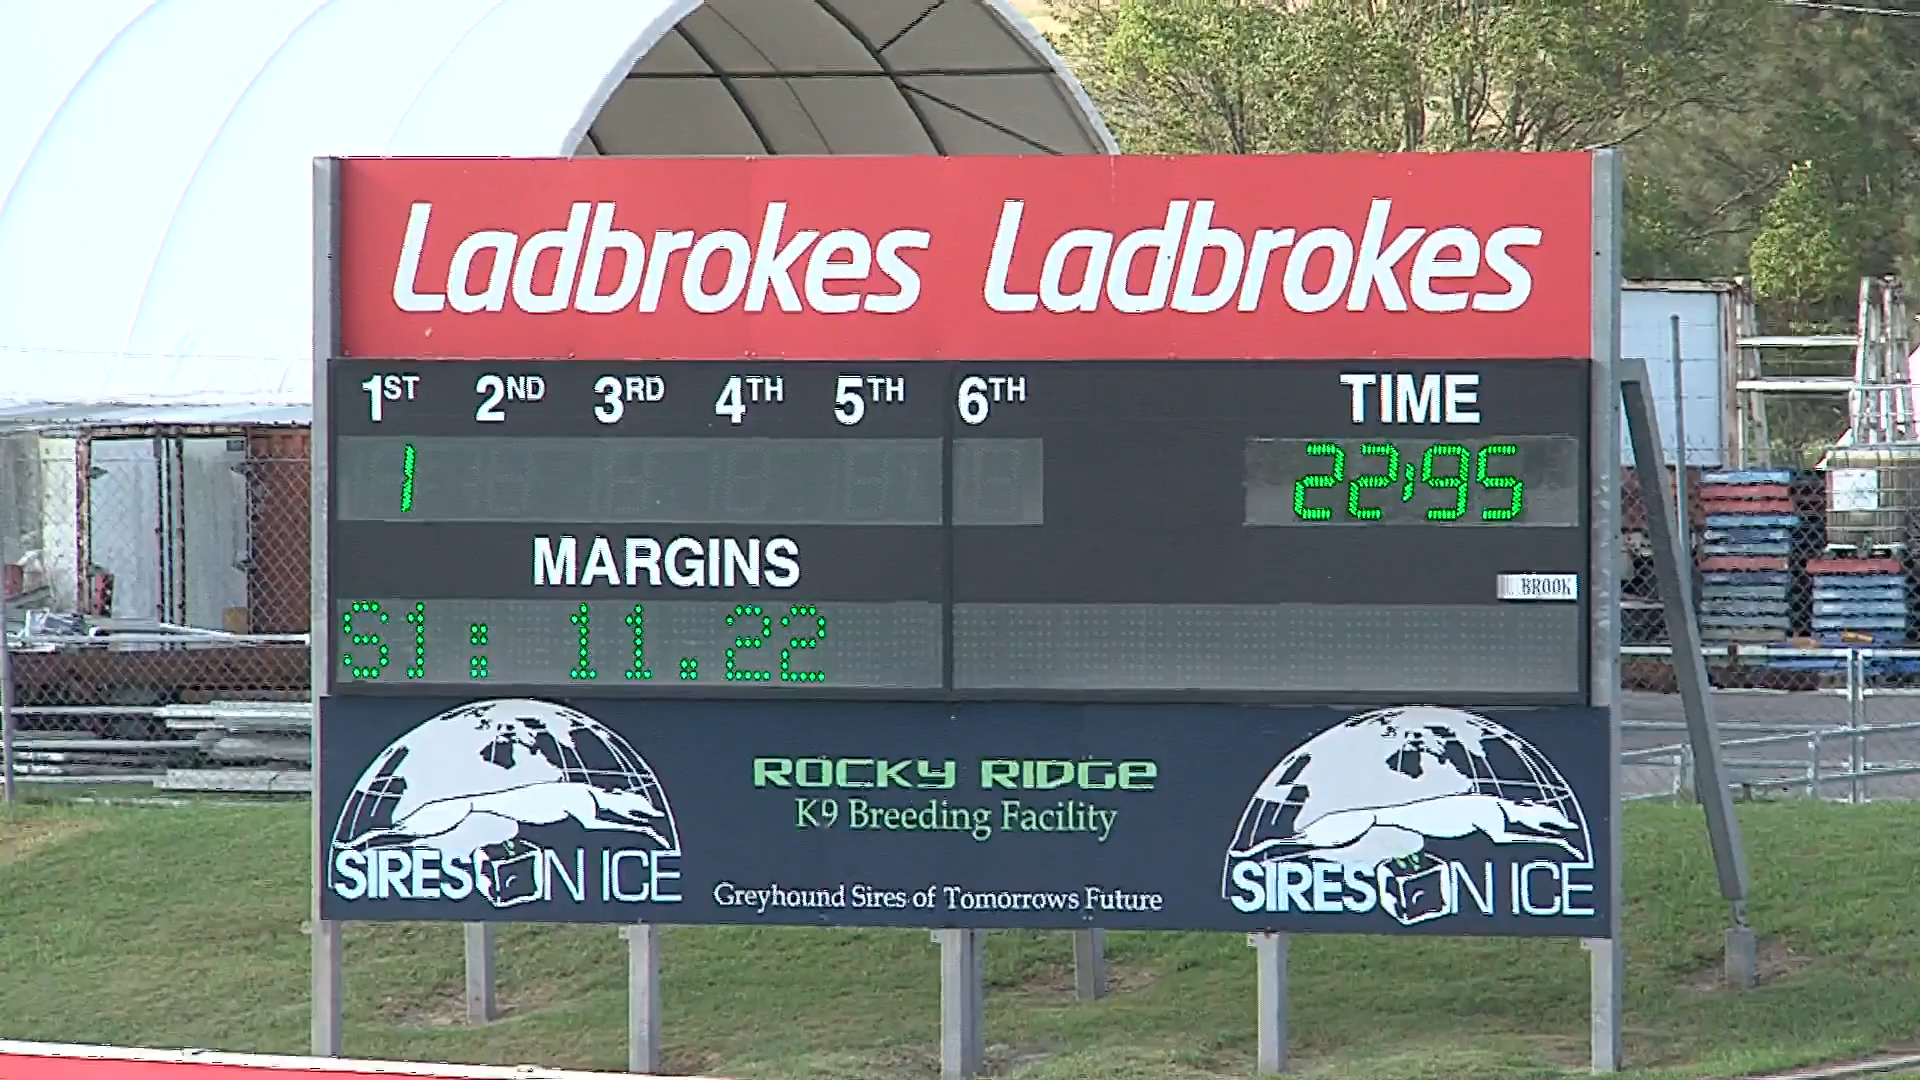 Ladbrokes Ladbrokes
1ST 2ND 3RD 4TH 5TH 6TH TIME
1 22:95
MARGINS
BROOK
S1: 11.22
ROCKY RIDGE
K9 Breeding Facility
SIRES ON ICE SIRES ON ICE
Greyhound Sires of Tomorrows Future